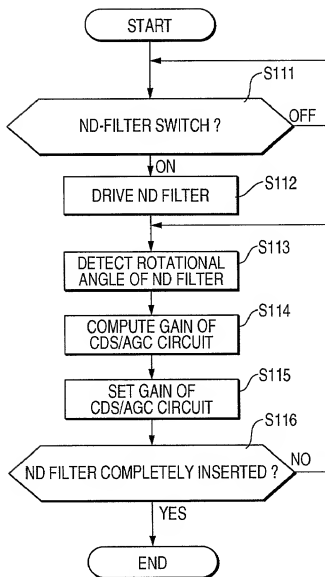 START
S111
ND-FILTER SWITCH ?
OFF
ON
S112
DRIVE ND FILTER
S113
DETECT ROTATIONAL
ANGLE OF ND FILTER
S114
COMPUTE GAIN OF
CDS/AGC CIRCUIT
S115
SET GAIN OF
CDS/AGC CIRCUIT
S116
ND FILTER COMPLETELY INSERTED ?
NO
YES
END